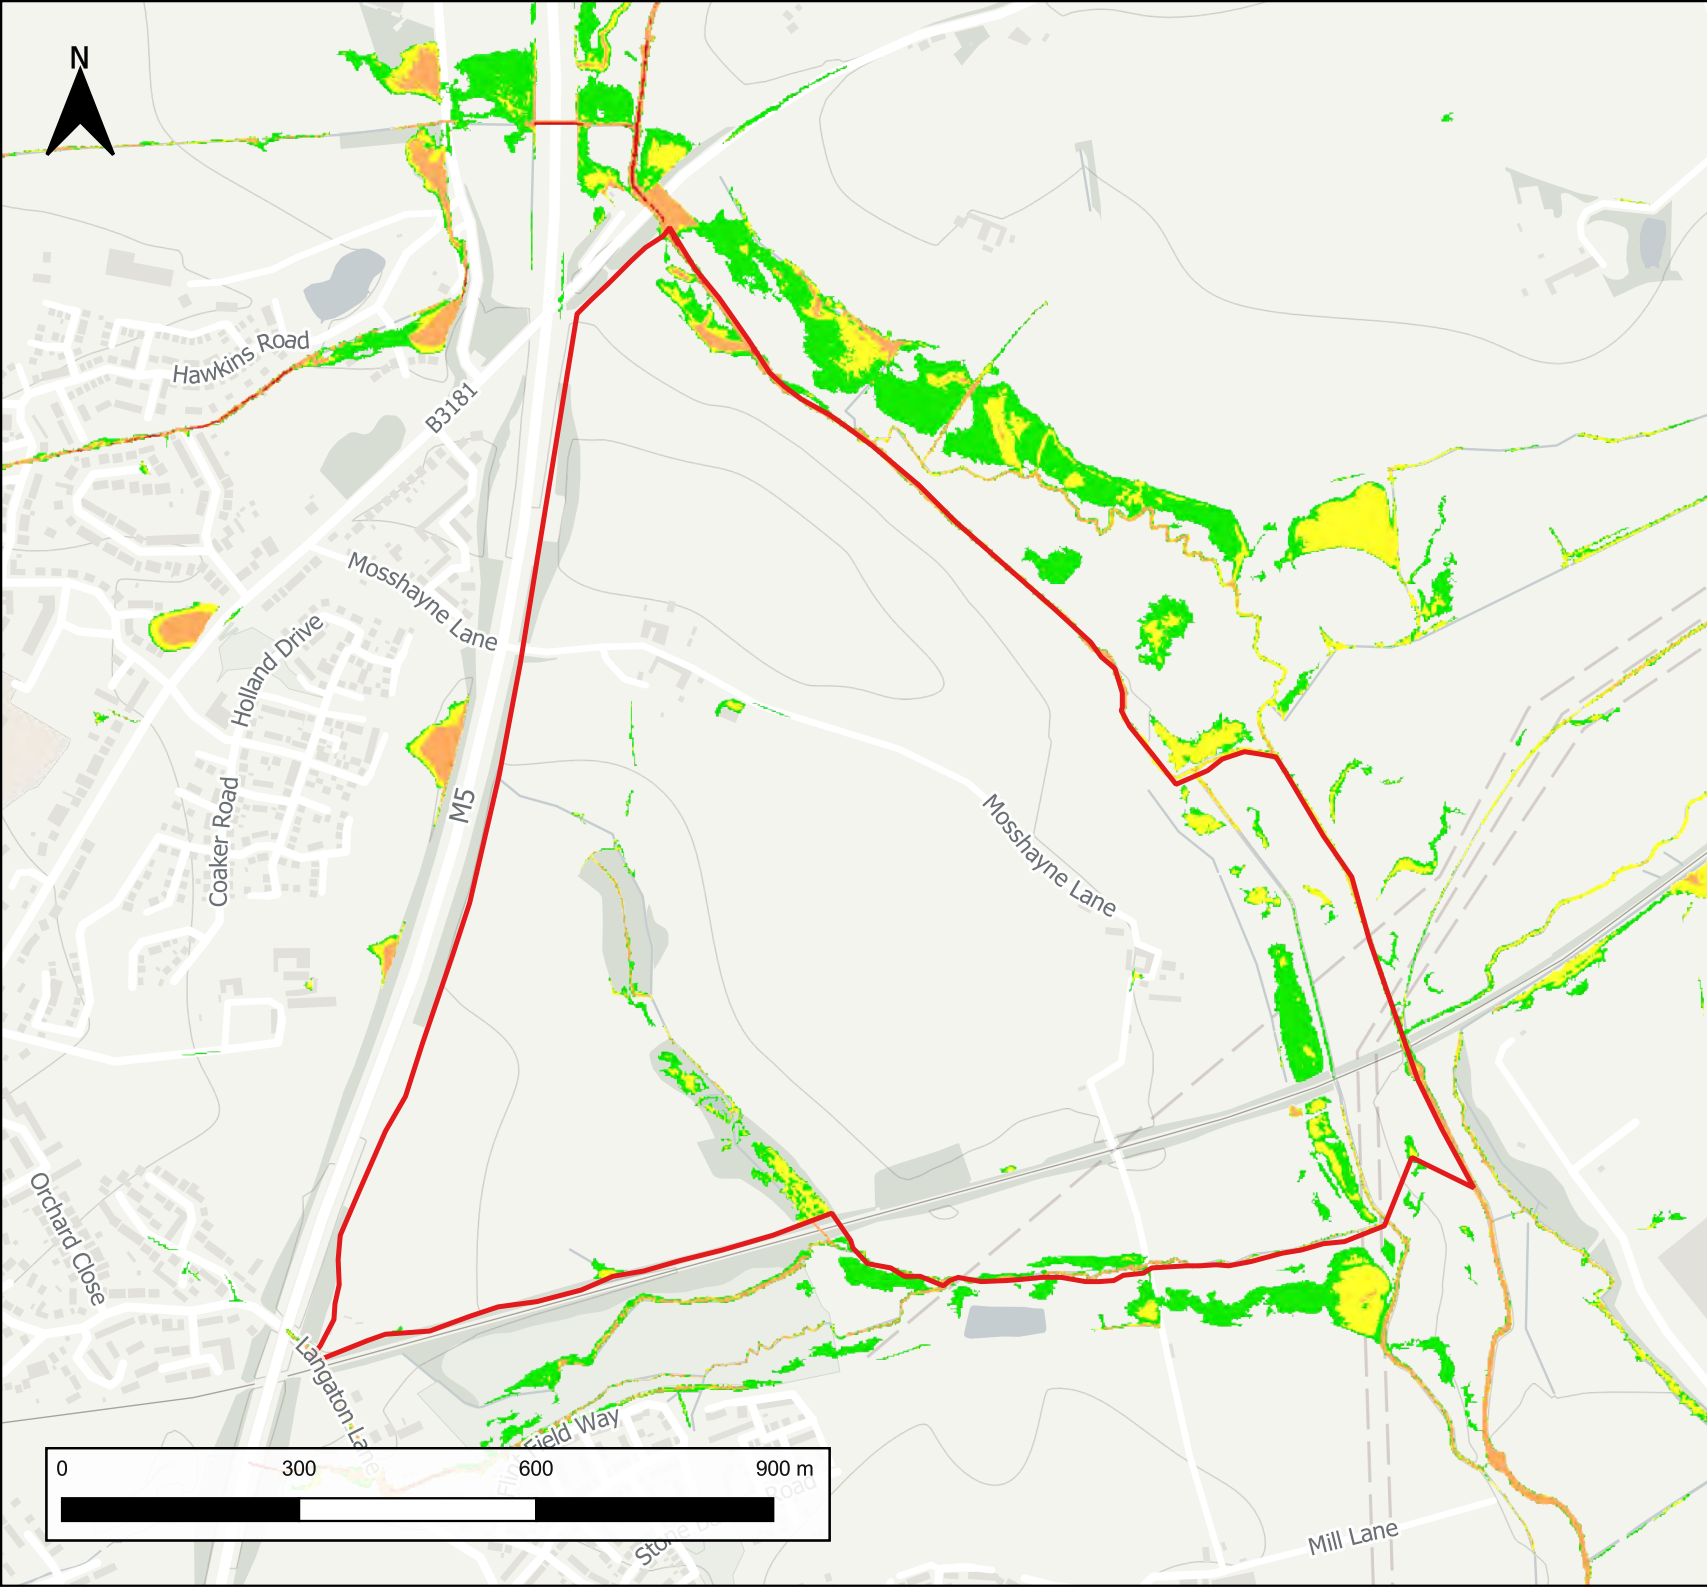 N
Hawkins Road
B3181
Mosshayne Lane
Holland Drive
Coaker Road
M5
Mosshayne Lane
Orchard Close
Langaton Lane
Field Way
Road
Mill Lane
0 300 600 900 m